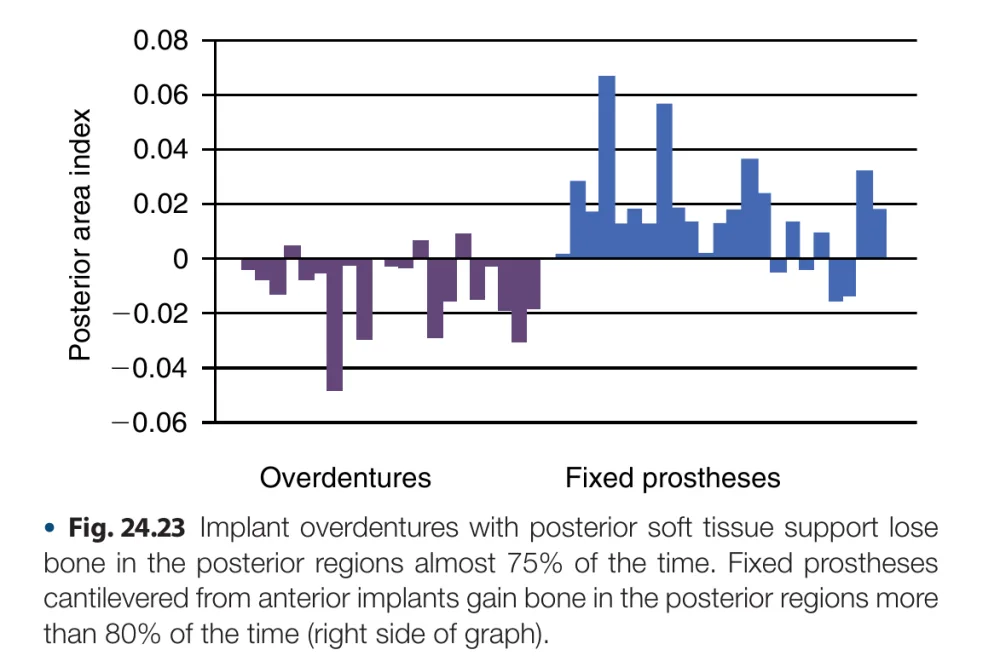 0.08
0.06
0.04
0.02
0
−0.02
−0.04
−0.06
Posterior area index
Overdentures
Fixed prostheses
• Fig. 24.23 Implant overdentures with posterior soft tissue support lose
bone in the posterior regions almost 75% of the time. Fixed prostheses
cantilevered from anterior implants gain bone in the posterior regions more
than 80% of the time (right side of graph).